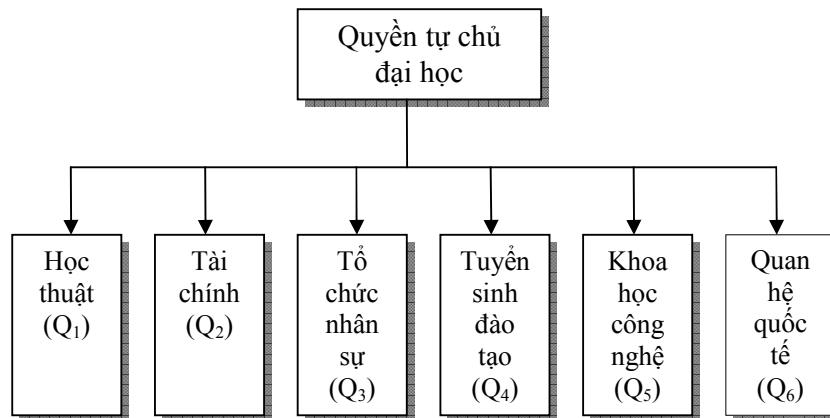 Quyền tự chủ
đại học
Học
thuật
(Q₁)
Tài
chính
(Q₂)
Tổ
chức
nhân
sự
(Q₃)
Tuyển
sinh
đào
tạo
(Q₄)
Khoa
học
công
nghệ
(Q₅)
Quan
hệ
quốc
tế
(Q₆)